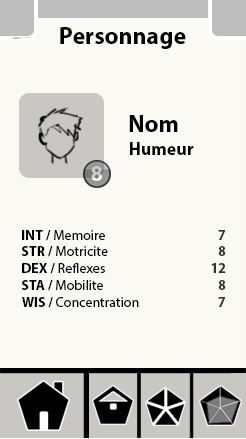 Personnage
Nom
Humeur
8
INT / Memoire 7
STR / Motricite 8
DEX / Reflexes 12
STA / Mobilite 8
WIS / Concentration 7